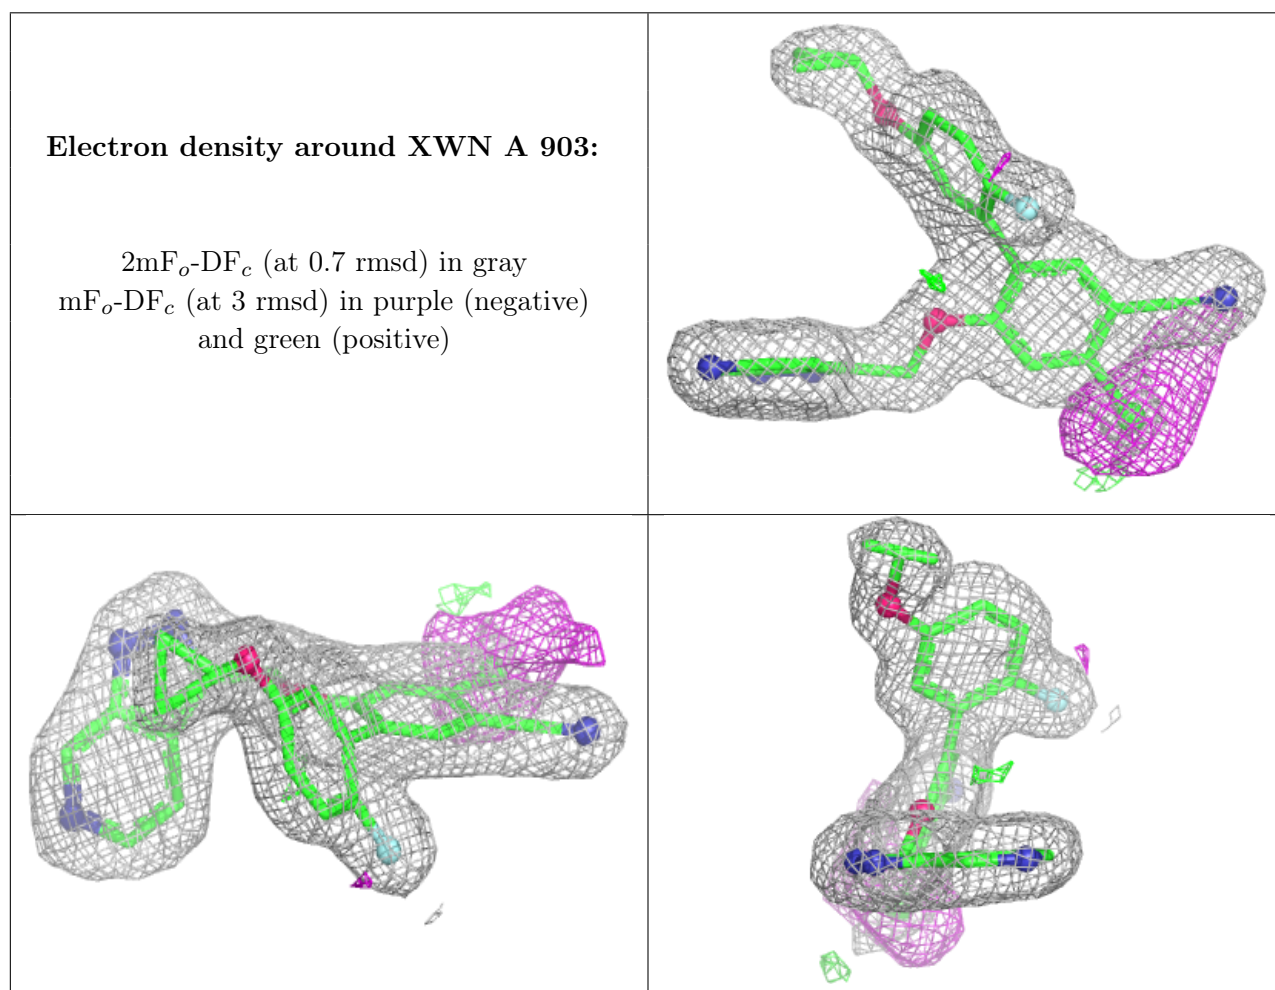 Electron density around XWN A 903:
2mFₒ-DF𝑐 (at 0.7 rmsd) in gray
mFₒ-DF𝑐 (at 3 rmsd) in purple (negative)
and green (positive)